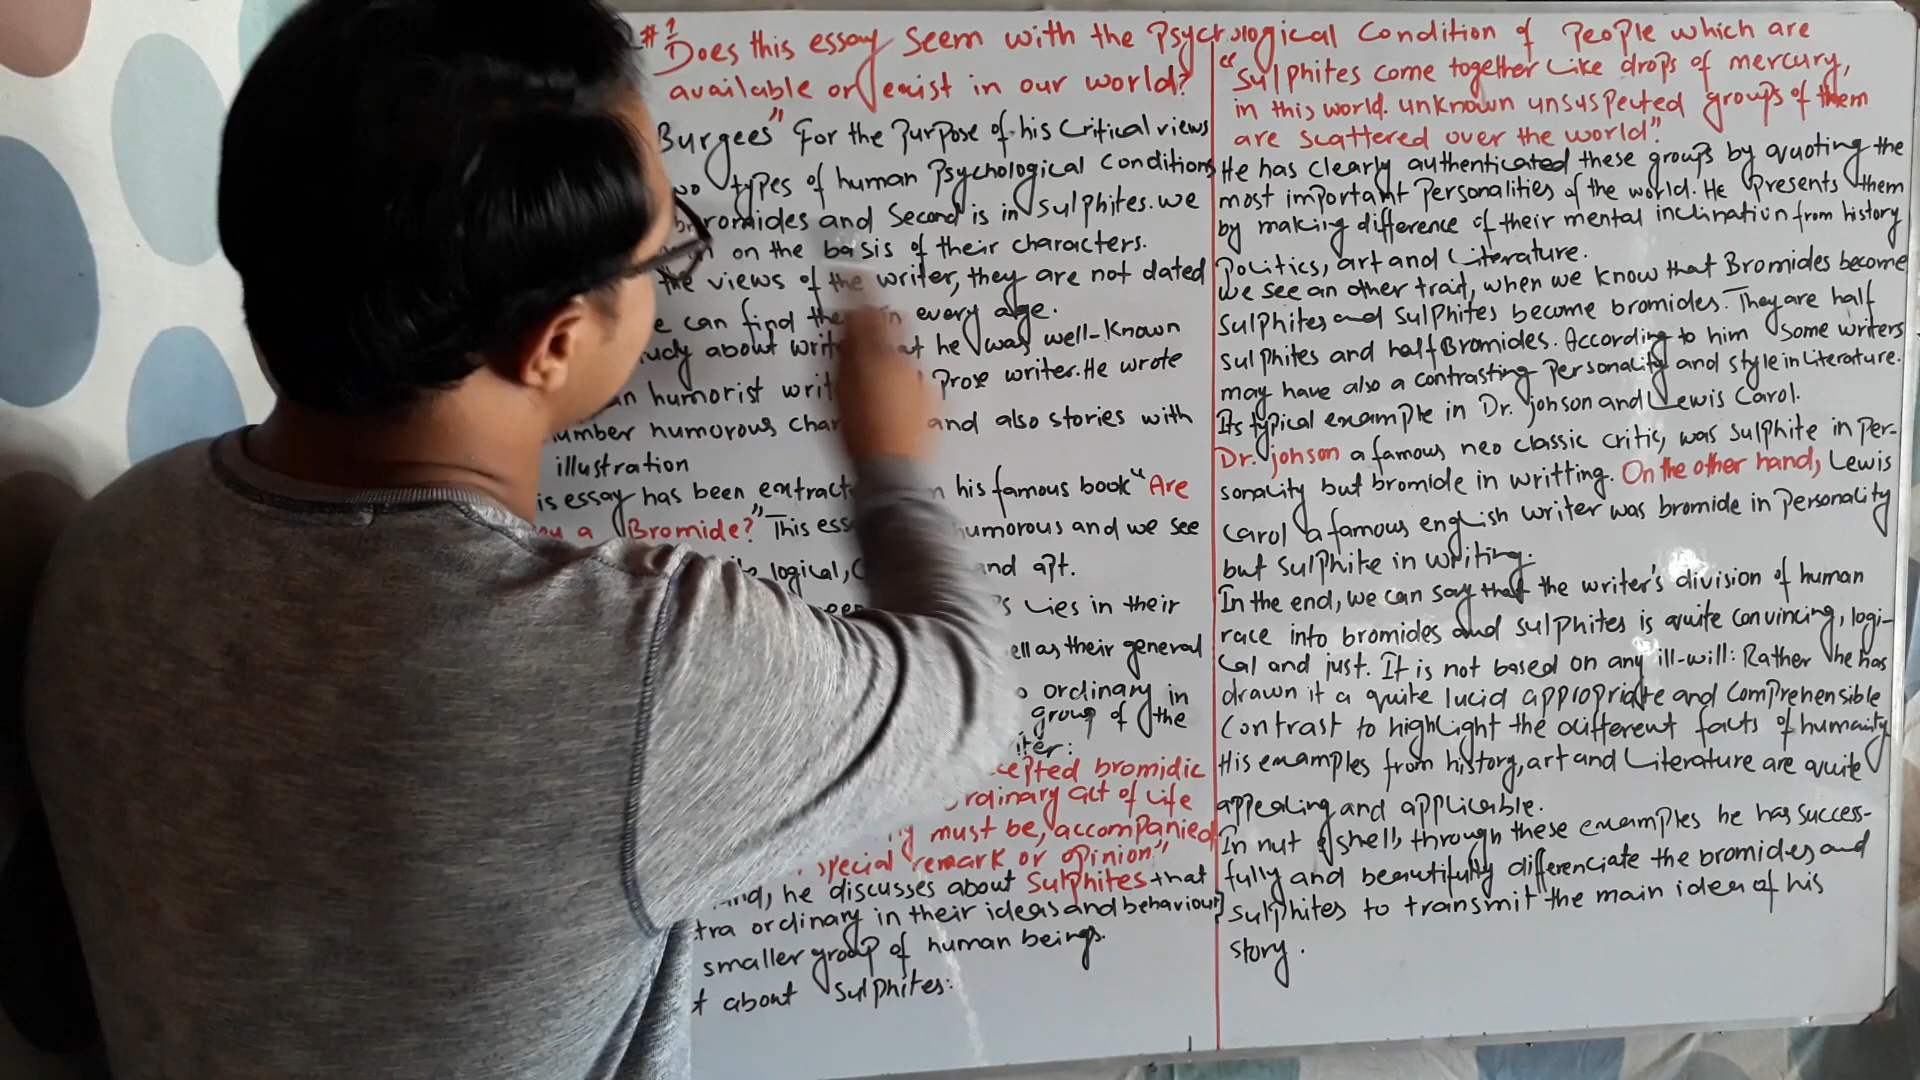 #1 Does this essay seem with the Psychological Condition of People which are
available or exist in our world?
Burgees" For the Purpose of his critical views
types of human Psychological Conditions
bromides and Second is in sulphites. we
on the basis of their characters.
the views of the writer, they are not dated
can find them in every age.
about that he was well-known
humorist Prose writer. He wrote
number humorous and also stories with
illustration
is essay has been his famous book "Are
a Bromide?" This humorous and we see
logical, and apt.
Lies in their
as their general
ordinary in
group of the
bromidic
ordinary act of life
must be, accompanied
special remark or opinion"
he discusses about Sulphites that
ordinary in their ideas and behaviour
smaller group of human beings.
about sulphites:
"Sulphites come together Like drops of mercury,
in this world. unknown unsuspected groups of them
are scattered over the world".
He has clearly authenticated these groups by quoting the
most important Personalities of the world. He Presents them
by making difference of their mental inclination from history
Politics, art and Literature.
We see an other trait, when we know that Bromides become
sulphites and sulphites become bromides. They are half
sulphites and half Bromides. According to him some writers
may have also a contrasting Personality and style in Literature.
Its typical example in Dr. johson and Lewis Carol.
Dr. johson a famous neo classic critic, was sulphite in Per-
sonality but bromide in writting. On the other hand, Lewis
Carol a famous english writer was bromide in Personality
but sulphite in writing.
In the end, we can say that the writer's division of human
race into bromides and sulphites is quite convincing, logi-
cal and just. It is not based on any ill-will: Rather he has
drawn it a quite lucid appropriate and comprehensible
Contrast to highlight the different facts of humanity
His examples from history, art and Literature are quite
appealing and applicable.
In nut shell, through these examples he has success-
fully and beautifully differenciate the bromides and
sulphites to transmit the main idea of his
story.